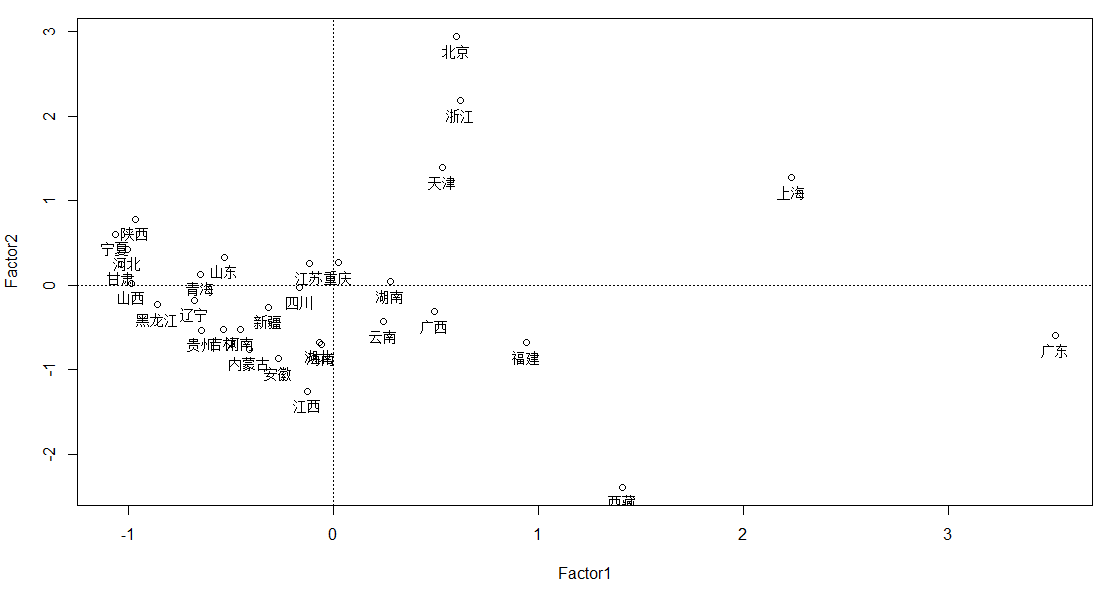 3
北京
浙江
2
天津
上海
1
陕西
宁夏
河北
山东
江苏
重庆
甘肃
青海
0
山西
四川
湖南
黑龙江
辽宁
新疆
广西
云南
贵州
吉林
河南
湖北
海南
福建
广东
内蒙古
安徽
-1
江西
-2
西藏
-1
0
1
2
3
Factor1
Factor2